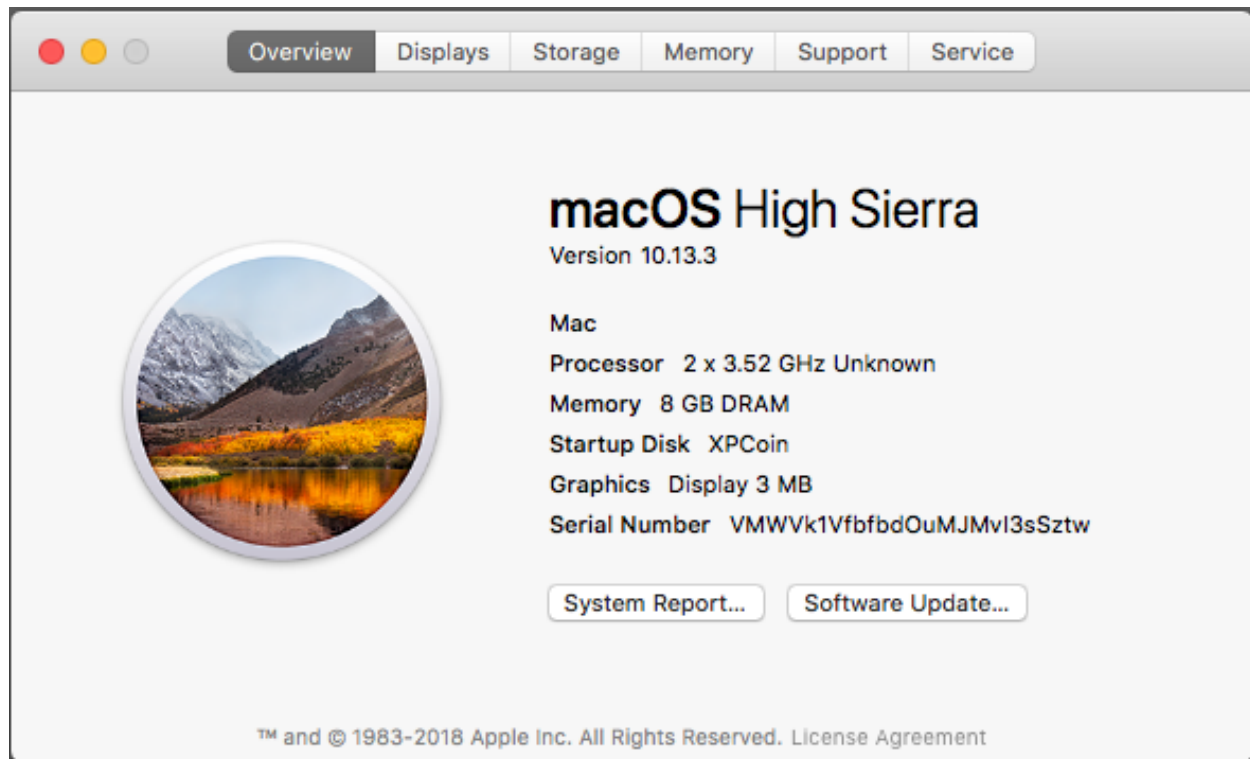 Overview Displays Storage Memory Support Service
macOS High Sierra
Version 10.13.3
Mac
Processor 2 x 3.52 GHz Unknown
Memory 8 GB DRAM
Startup Disk XPCoin
Graphics Display 3 MB
Serial Number VMWVk1VfbfbdOuMJMvI3sSztw
System Report... Software Update...
™ and © 1983-2018 Apple Inc. All Rights Reserved. License Agreement